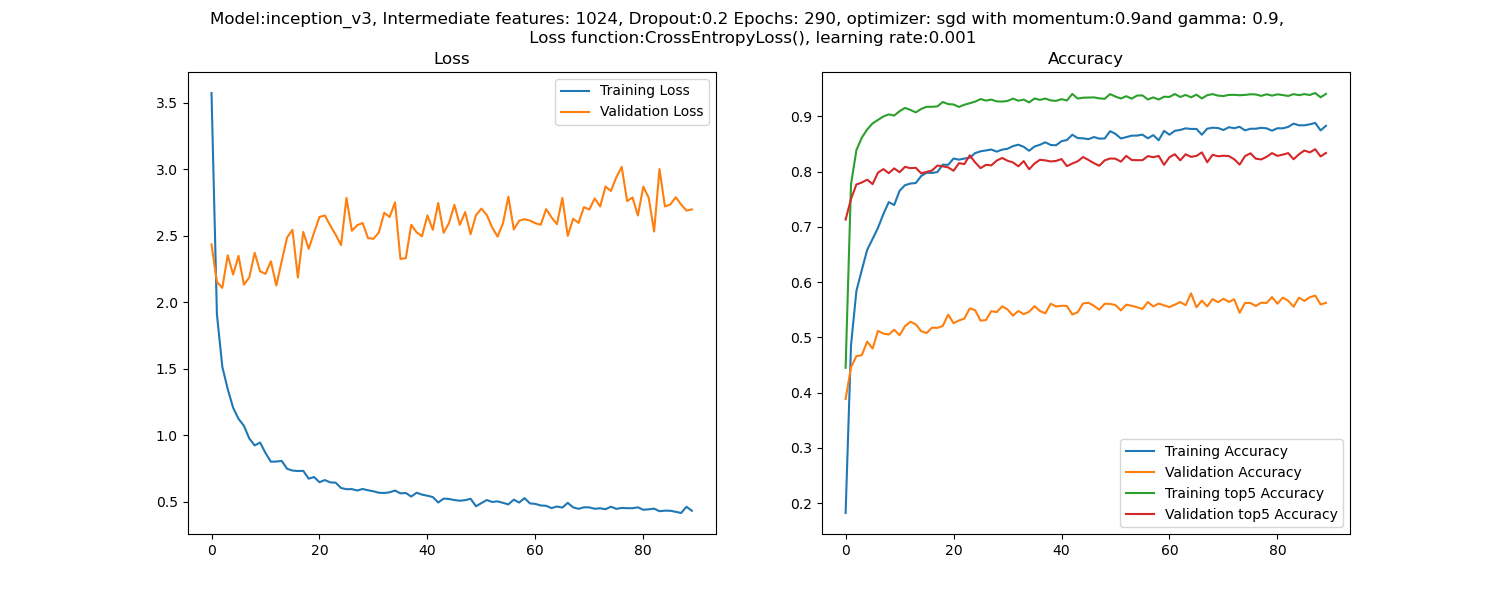 Model:inception_v3, Intermediate features: 1024, Dropout:0.2 Epochs: 290, optimizer: sgd with momentum:0.9and gamma: 0.9,
Loss function:CrossEntropyLoss(), learning rate:0.001
Loss
3.5
3.0
2.5
2.0
1.5
1.0
0.5
0
20
40
60
80
Training Loss
Validation Loss
Accuracy
0.9
0.8
0.7
0.6
0.5
0.4
0.3
0.2
0
20
40
60
80
Training Accuracy
Validation Accuracy
Training top5 Accuracy
Validation top5 Accuracy